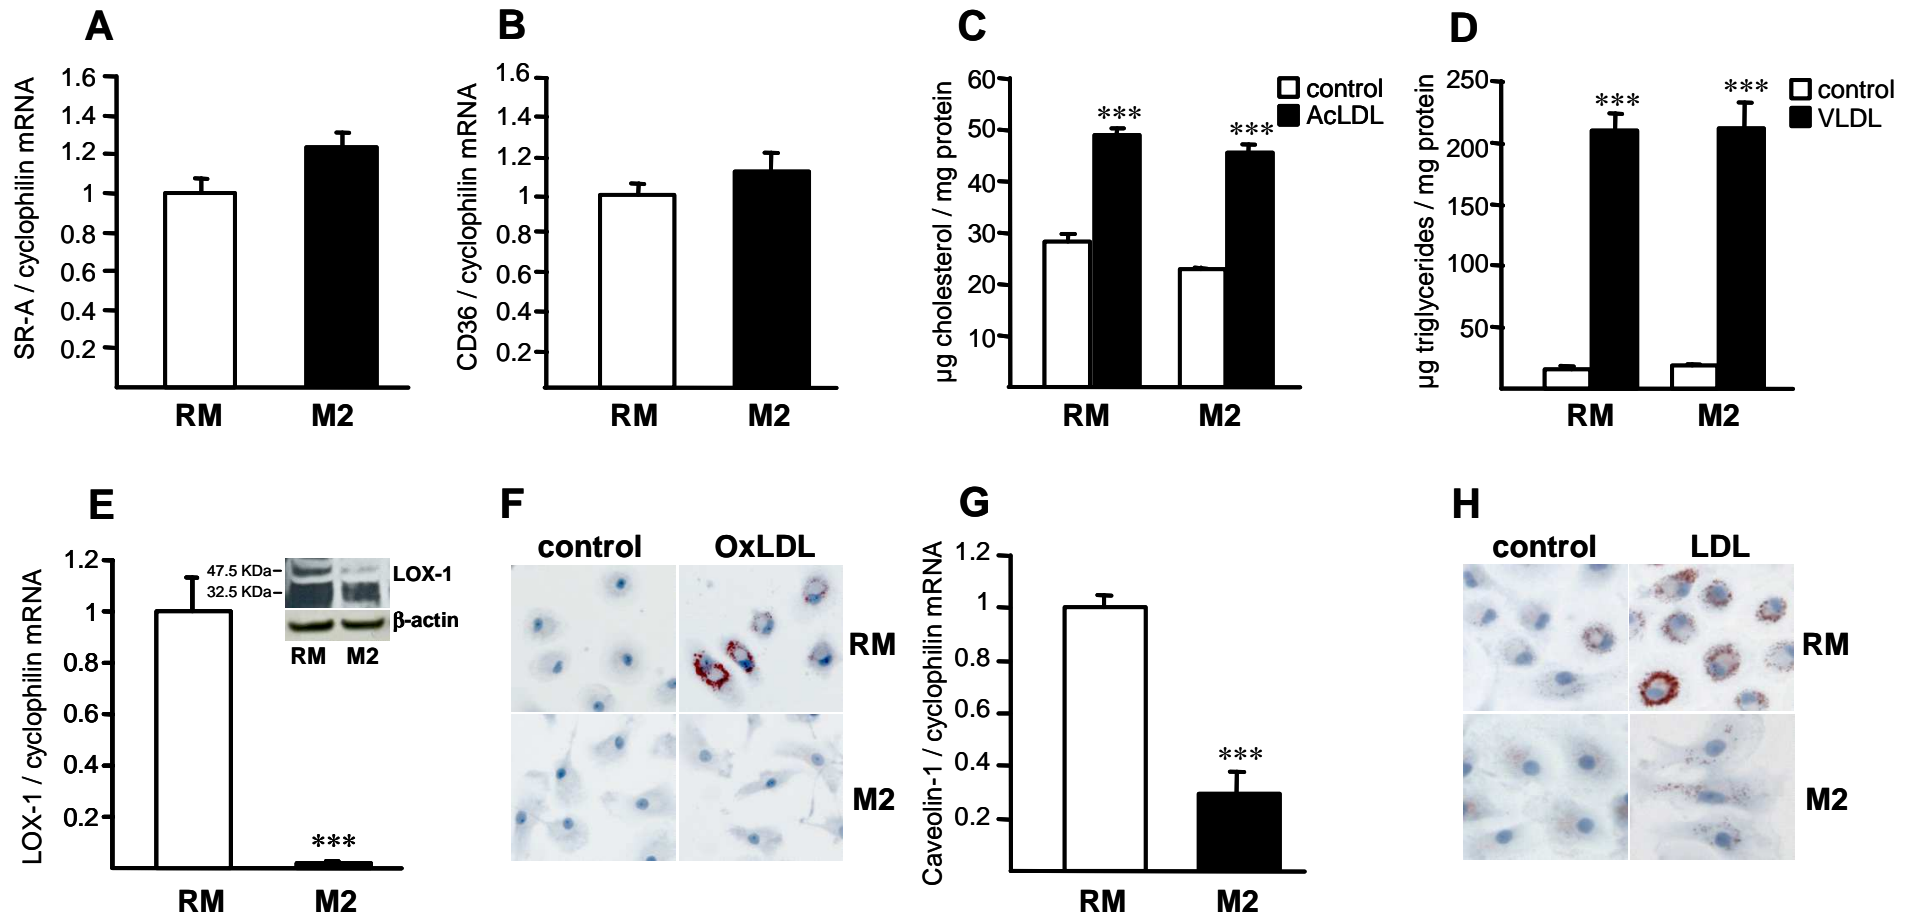 A
SR-A / cyclophilin mRNA
1.6
1.4
1.2
1
0.8
0.6
0.4
0.2
RM M2
B
CD36 / cyclophilin mRNA
1.6
1.4
1.2
1
0.8
0.6
0.4
0.2
RM M2
C
µg cholesterol / mg protein
60
50
40
30
20
10
*** ***
control
AcLDL
RM M2
D
µg triglycerides / mg protein
250
200
150
100
50
*** ***
control
VLDL
RM M2
E
LOX-1 / cyclophilin mRNA
1.2
1
0.8
0.6
0.4
0.2
47.5 KDa–
32.5 KDa–
LOX-1
β-actin
RM M2
***
RM M2
F
control OxLDL
RM
M2
G
Caveolin-1 / cyclophilin mRNA
1.2
1
0.8
0.6
0.4
0.2
***
RM M2
H
control LDL
RM
M2